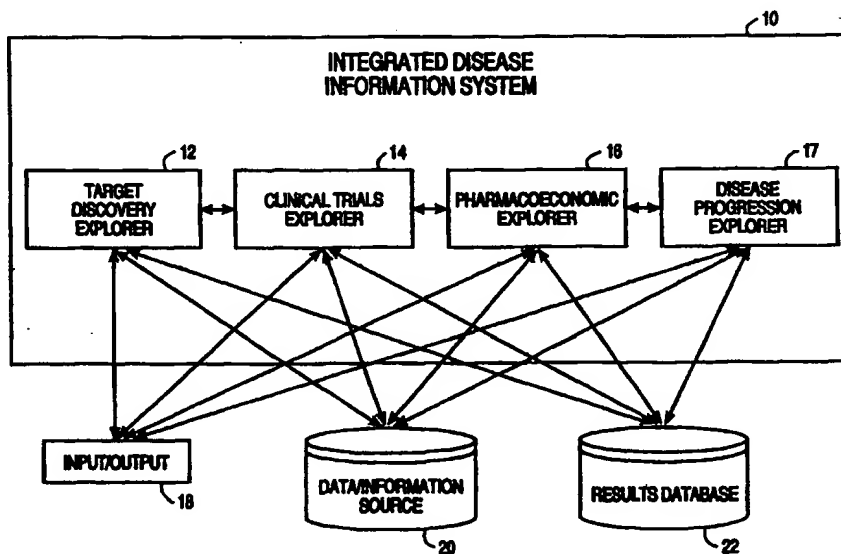 10
INTEGRATED DISEASE
INFORMATION SYSTEM
12
14
16
17
TARGET
DISCOVERY
EXPLORER
CLINICAL TRIALS
EXPLORER
PHARMACOECONOMIC
EXPLORER
DISEASE
PROGRESSION
EXPLORER
INPUT/OUTPUT
18
DATA/INFORMATION
SOURCE
20
RESULTS DATABASE
22